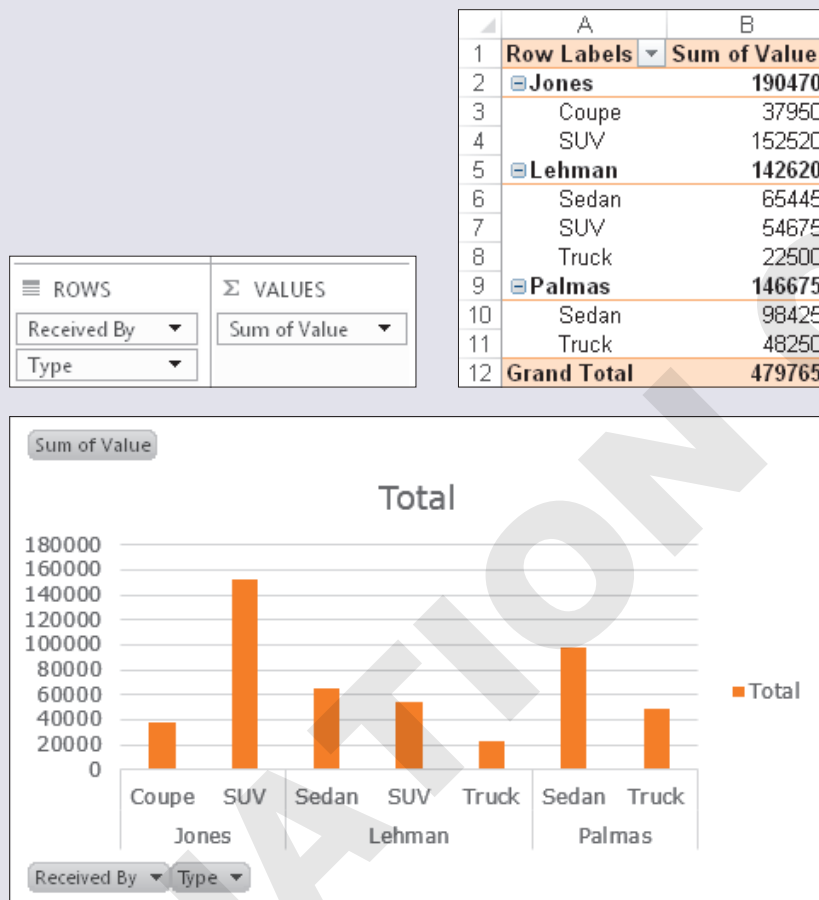 A B
1 Row Labels Sum of Value
2 Jones 190470
3 Coupe 37950
4 SUV 152520
5 Lehman 142620
6 Sedan 65445
7 SUV 54675
8 Truck 22500
9 Palmas 146675
10 Sedan 98425
11 Truck 48250
12 Grand Total 479765
ROWS Σ VALUES
Received By Sum of Value
Type
Sum of Value
Total
180000
160000
140000
120000
100000
80000
60000
40000
20000
0
Total
Coupe SUV Sedan SUV Truck Sedan Truck
Jones Lehman Palmas
Received By Type